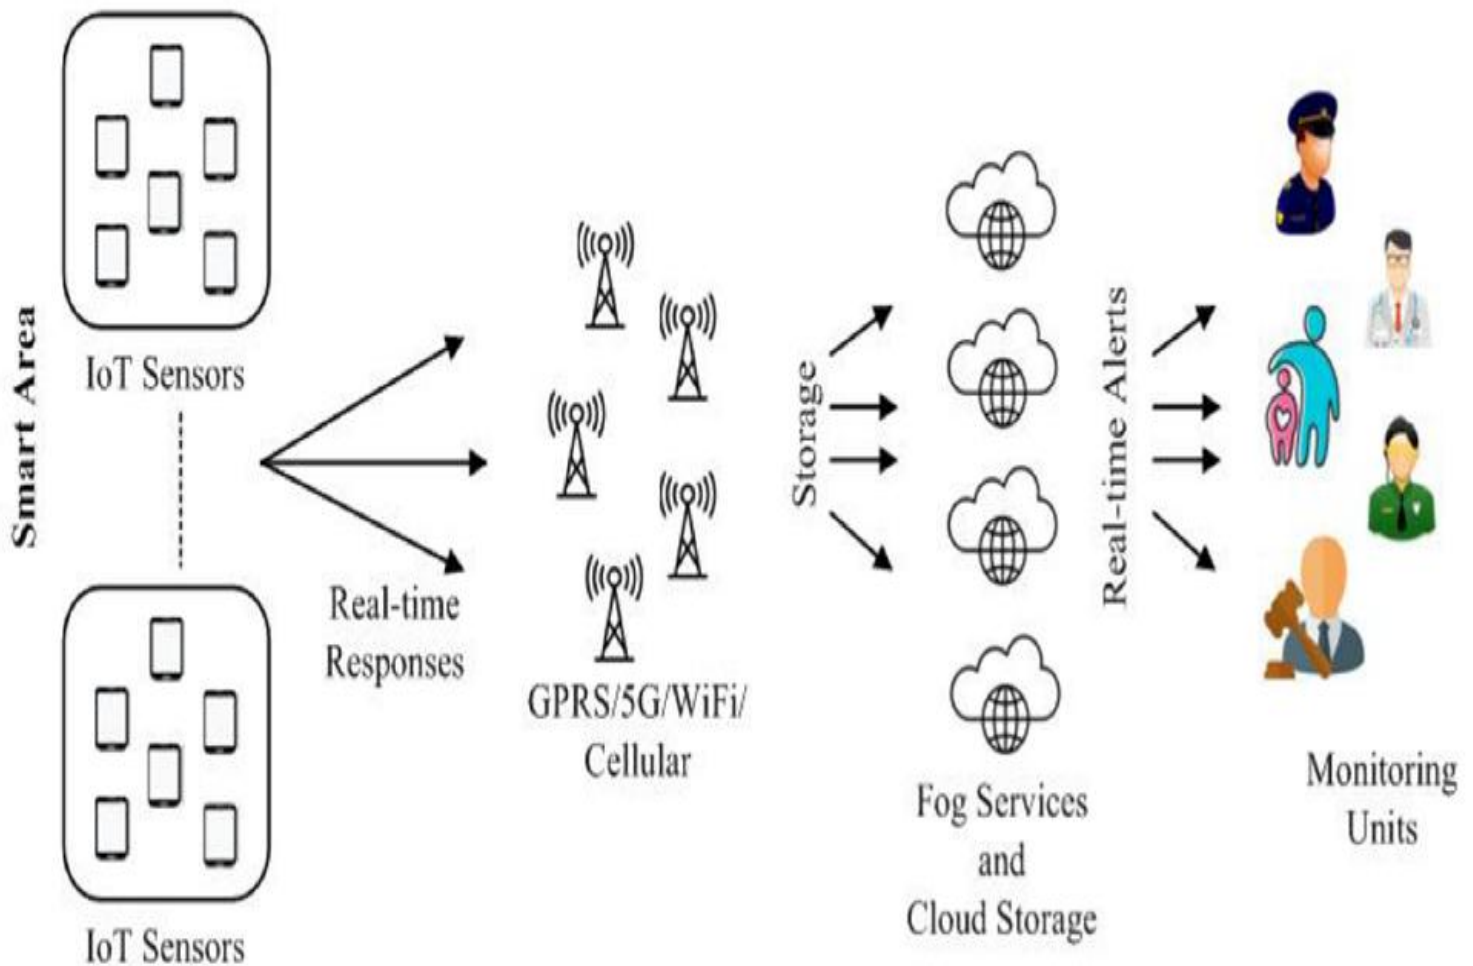 Smart Area
IoT Sensors
IoT Sensors
Real-time
Responses
GPRS/5G/WiFi/
Cellular
Storage
Fog Services
and
Cloud Storage
Real-time Alerts
Monitoring
Units